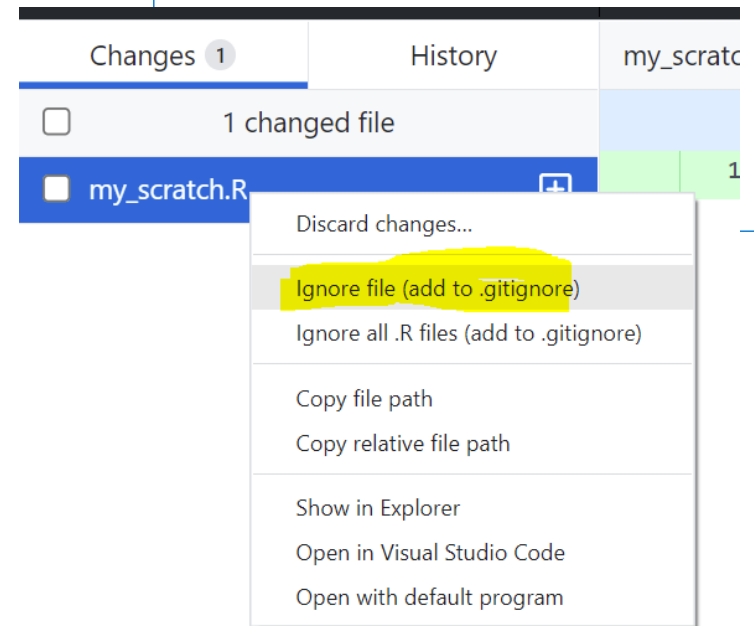 Changes 1 History my_scratc
1 changed file
my_scratch.R 1
Discard changes...
Ignore file (add to .gitignore)
Ignore all .R files (add to .gitignore)
Copy file path
Copy relative file path
Show in Explorer
Open in Visual Studio Code
Open with default program